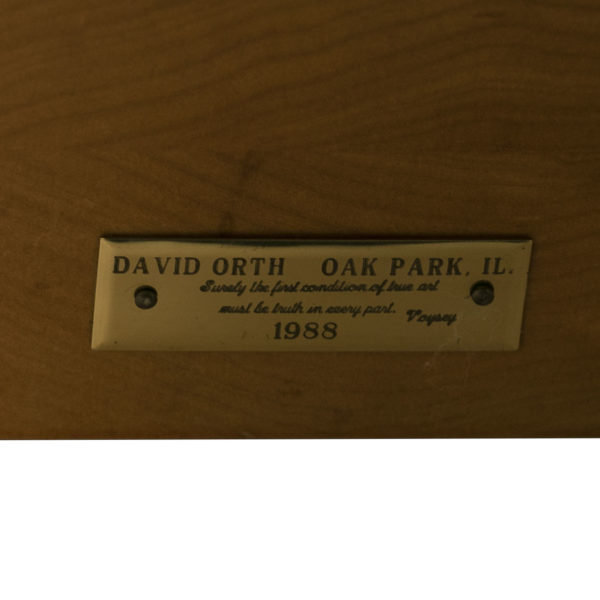 DAVID ORTH OAK PARK, IL.
Surely the first condition of true art
must be truth in every part. Voysey
1988